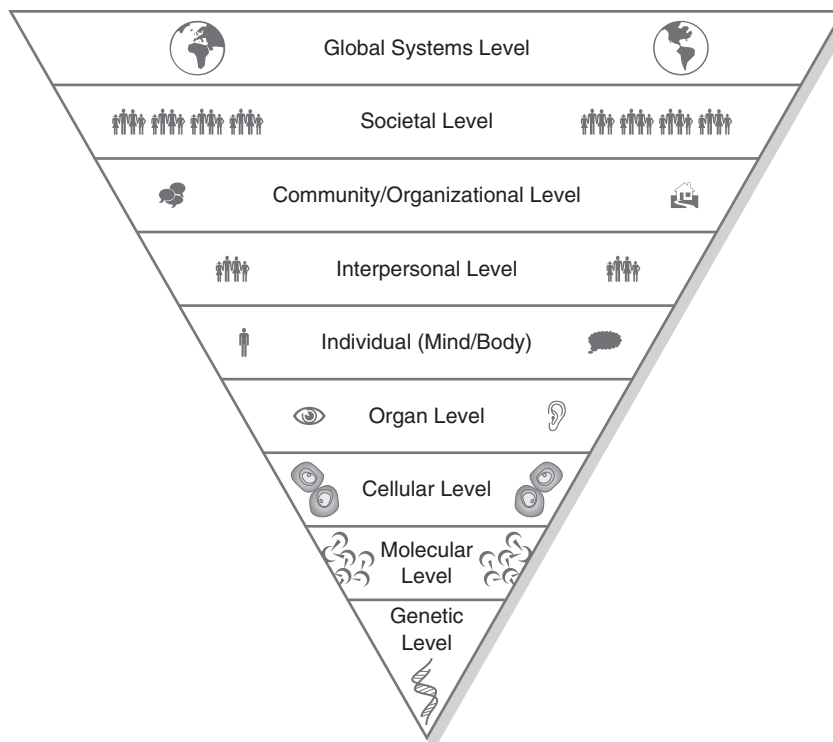 Global Systems Level
Societal Level
Community/Organizational Level
Interpersonal Level
Individual (Mind/Body)
Organ Level
Cellular Level
Molecular
Level
Genetic
Level